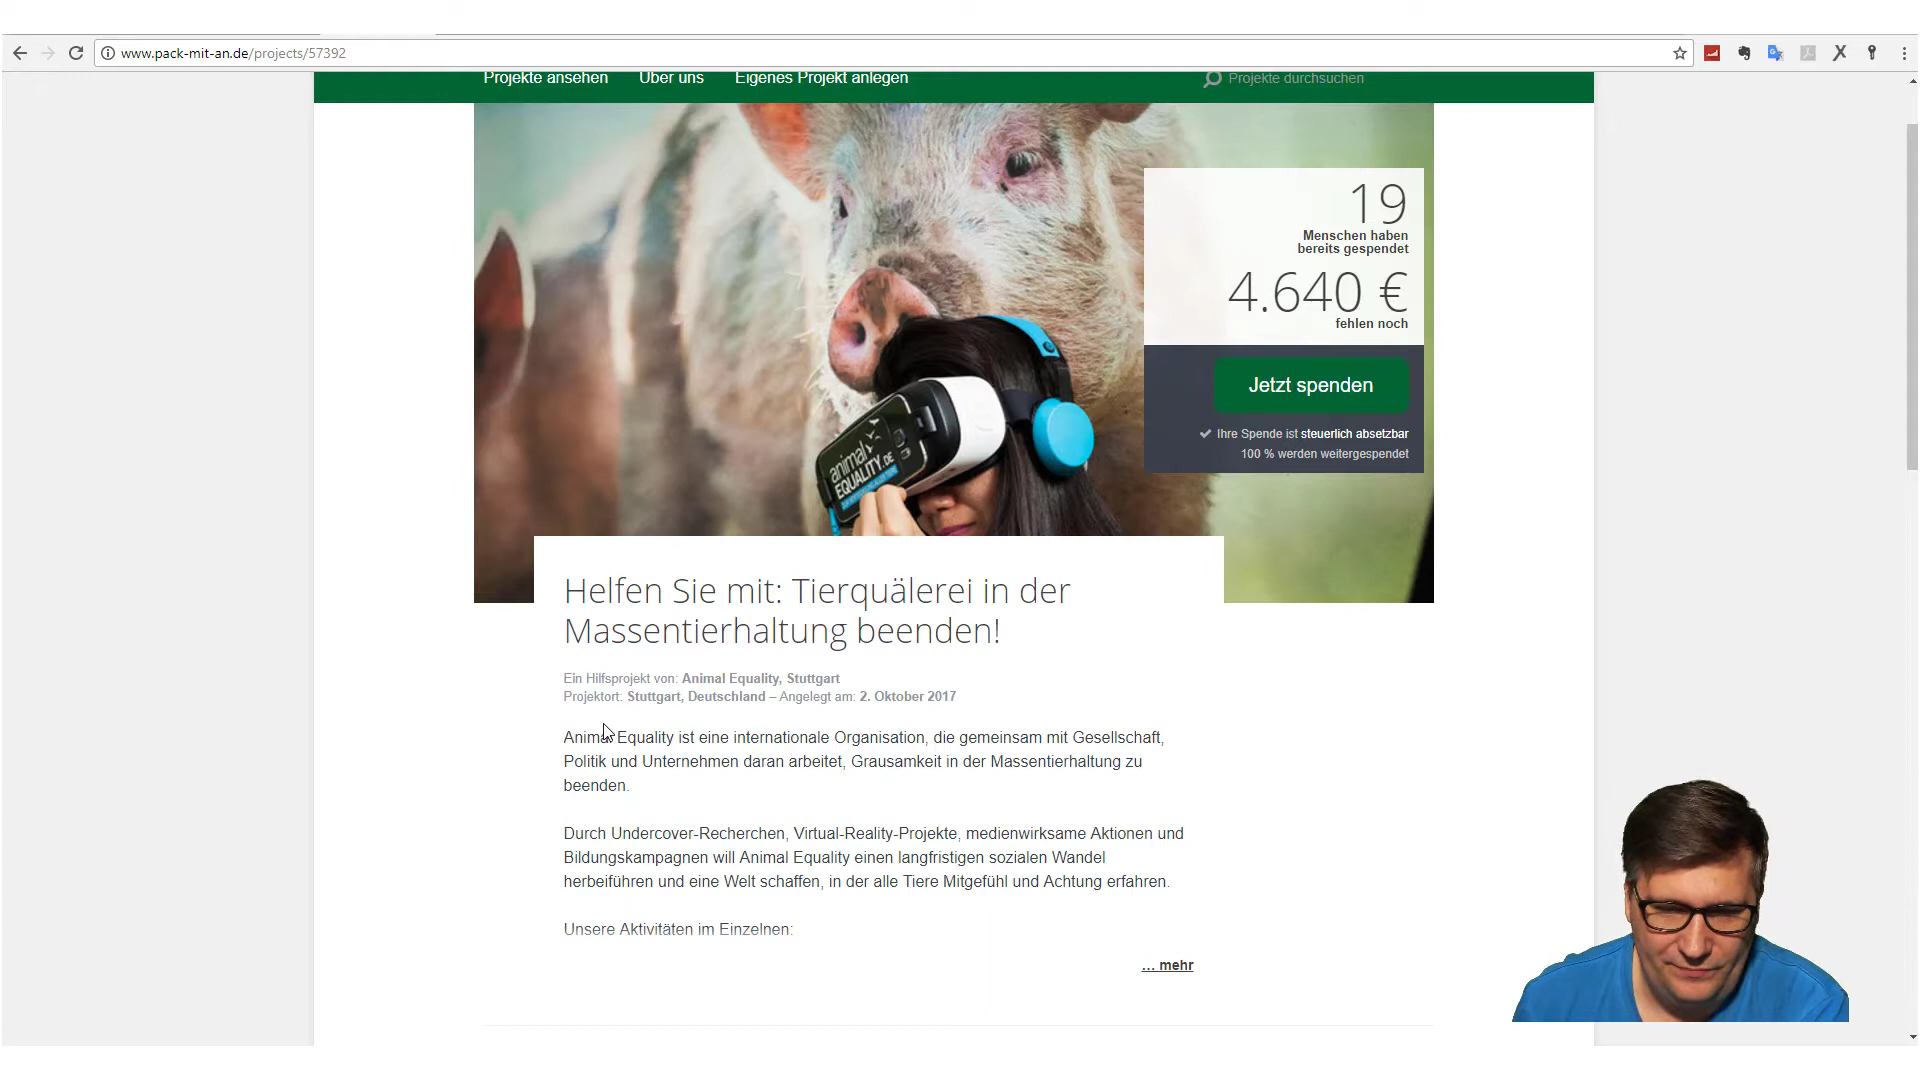 www.pack-mit-an.de/projects/57392
Projekte ansehen Über uns Eigenes Projekt anlegen Projekte durchsuchen
19
Menschen haben
bereits gespendet
4.640 €
fehlen noch
Jetzt spenden
Ihre Spende ist steuerlich absetzbar
100 % werden weitergespendet
animal
EQUALITY.DE
Helfen Sie mit: Tierquälerei in der
Massentierhaltung beenden!
Ein Hilfsprojekt von: Animal Equality, Stuttgart
Projektort: Stuttgart, Deutschland – Angelegt am: 2. Oktober 2017
Animal Equality ist eine internationale Organisation, die gemeinsam mit Gesellschaft,
Politik und Unternehmen daran arbeitet, Grausamkeit in der Massentierhaltung zu
beenden.
Durch Undercover-Recherchen, Virtual-Reality-Projekte, medienwirksame Aktionen und
Bildungskampagnen will Animal Equality einen langfristigen sozialen Wandel
herbeiführen und eine Welt schaffen, in der alle Tiere Mitgefühl und Achtung erfahren.
Unsere Aktivitäten im Einzelnen:
... mehr